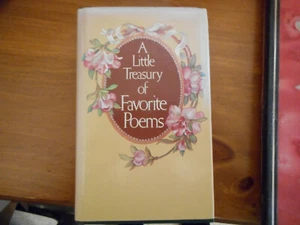 A
Little
Treasury
of
Favorite
Poems